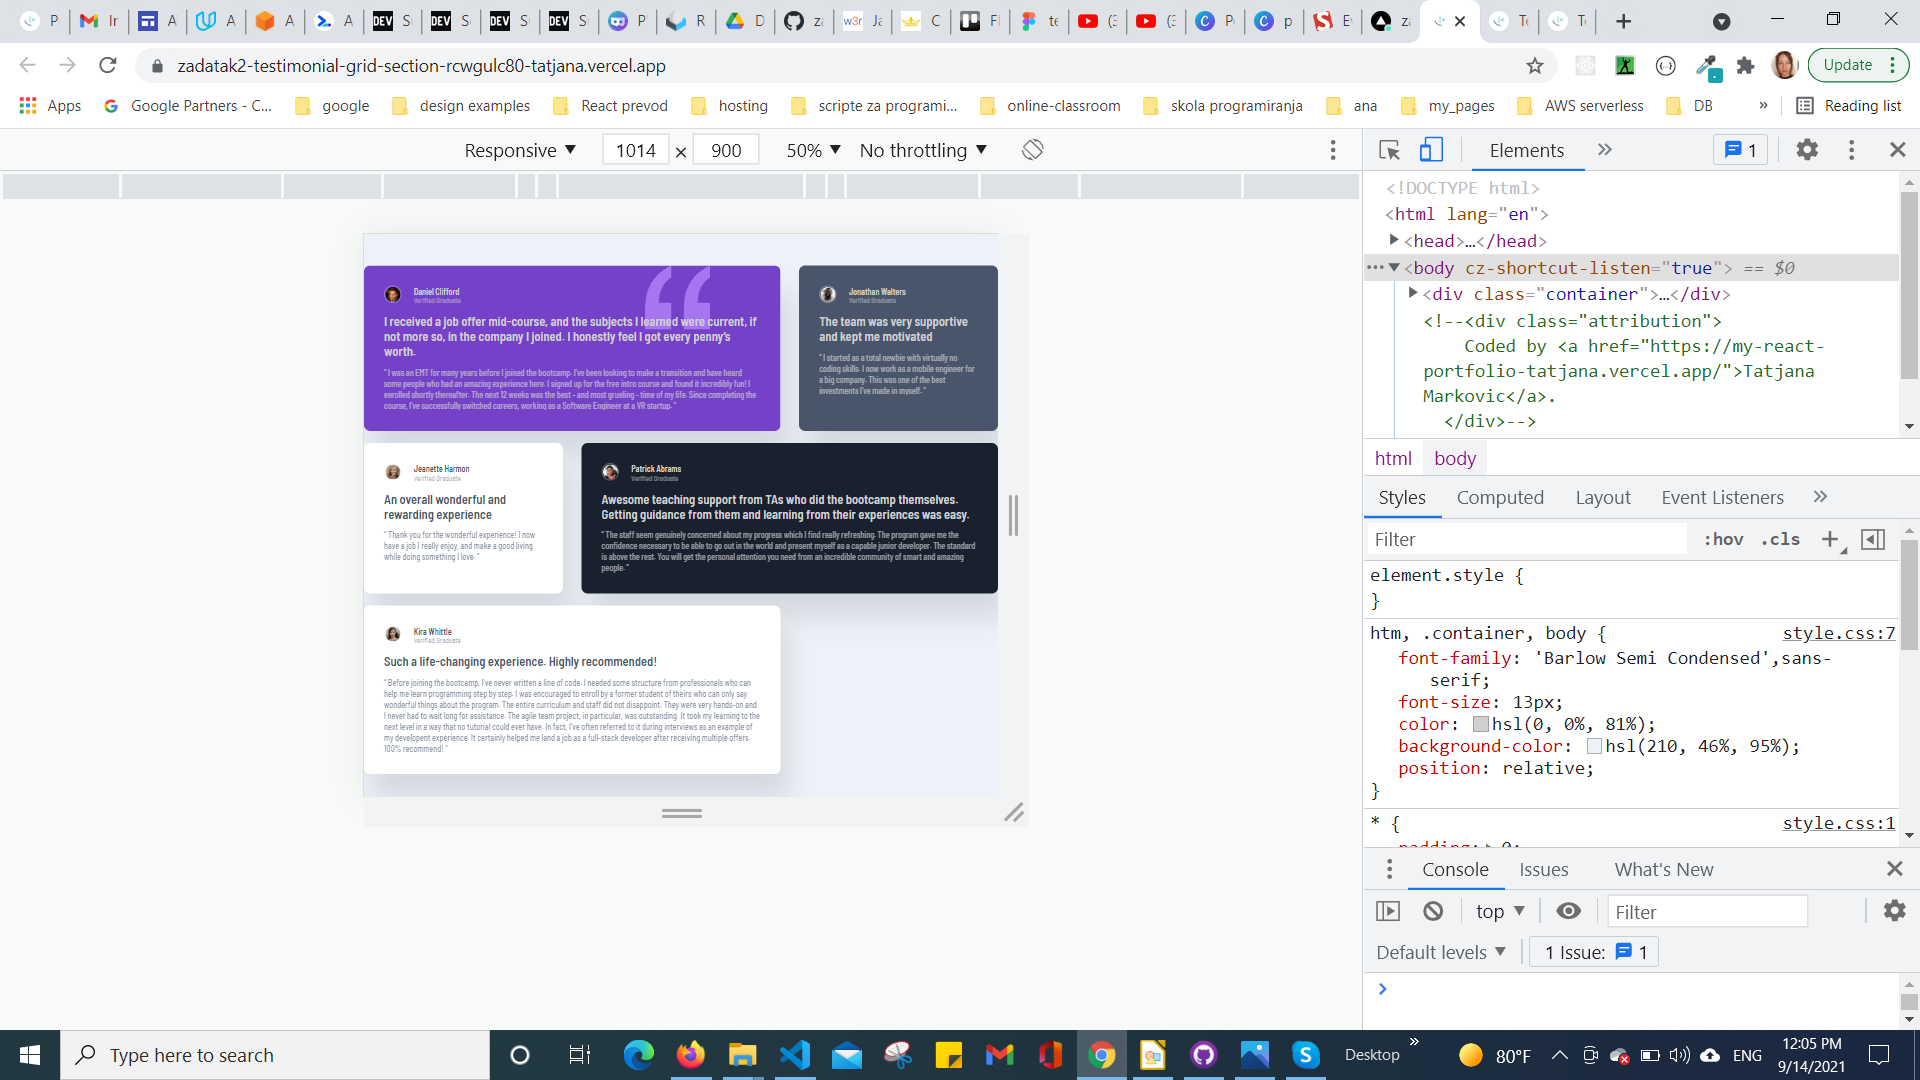 P
Ir
A
A
A
A
S
S
S
S
P
R
D
za
Ja
C
Fl
te
(3
(3
P
p
E
za
Te
Te
zadatak2-testimonial-grid-section-rcwgulc80-tatjana.vercel.app
Update
Apps
Google Partners - C...
google
design examples
React prevod
hosting
scripte za programi...
online-classroom
skola programiranja
ana
my_pages
AWS serverless
DB
»
Reading list
Responsive
1014 × 900
50%
No throttling
Daniel Clifford
Verified Graduate
I received a job offer mid-course, and the subjects I learned were current, if
not more so, in the company I joined. I honestly feel I got every penny's
worth.
" I was an EMT for many years before I joined the bootcamp. I've been looking to make a transition and have heard
some people who had an amazing experience here. I signed up for the free intro course and found it incredibly fun! I
enrolled shortly thereafter. The next 12 weeks was the best - and most grueling - time of my life. Since completing the
course, I've successfully switched careers, working as a Software Engineer at a VR startup. "
Jonathan Walters
Verified Graduate
The team was very supportive
and kept me motivated
" I started as a total newbie with virtually no
coding skills. I now work as a mobile engineer for
a big company. This was one of the best
investments I've made in myself. "
Jeanette Harmon
Verified Graduate
An overall wonderful and
rewarding experience
" Thank you for the wonderful experience! I now
have a job I really enjoy, and make a good living
while doing something I love. "
Patrick Abrams
Verified Graduate
Awesome teaching support from TAs who did the bootcamp themselves.
Getting guidance from them and learning from their experiences was easy.
" The staff seem genuinely concerned about my progress which I find really refreshing. The program gave me the
confidence necessary to be able to go out in the world and present myself as a capable junior developer. The standard
is above the rest. You will get the personal attention you need from an incredible community of smart and amazing
people. "
Kira Whittle
Verified Graduate
Such a life-changing experience. Highly recommended!
" Before joining the bootcamp, I've never written a line of code. I needed some structure from professionals who can
help me learn programming step by step. I was encouraged to enroll by a former student of theirs who can only say
wonderful things about the program. The entire curriculum and staff did not disappoint. They were very hands-on and
I never had to wait long for assistance. The agile team project, in particular, was outstanding. It took my learning to the
next level in a way that no tutorial could ever have. In fact, I've often referred to it during interviews as an example of
my developent experience. It certainly helped me land a job as a full-stack developer after receiving multiple offers.
100% recommend! "
Elements
»
1
<!DOCTYPE html>
<html lang="en">
<head>…</head>
<body cz-shortcut-listen="true"> == $0
<div class="container">…</div>
<!--<div class="attribution">
Coded by <a href="https://my-react-
portfolio-tatjana.vercel.app/">Tatjana
Markovic</a>.
</div>-->
html
body
Styles
Computed
Layout
Event Listeners
»
Filter
:hov
.cls
element.style {
}
htm, .container, body {
style.css:7
font-family: 'Barlow Semi Condensed',sans-
serif;
font-size: 13px;
color: hsl(0, 0%, 81%);
background-color: hsl(210, 46%, 95%);
position: relative;
}
* {
style.css:1
padding: 0;
Console
Issues
What's New
top
Filter
Default levels
1 Issue: 1
Type here to search
Desktop
»
80°F
ENG
12:05 PM
9/14/2021